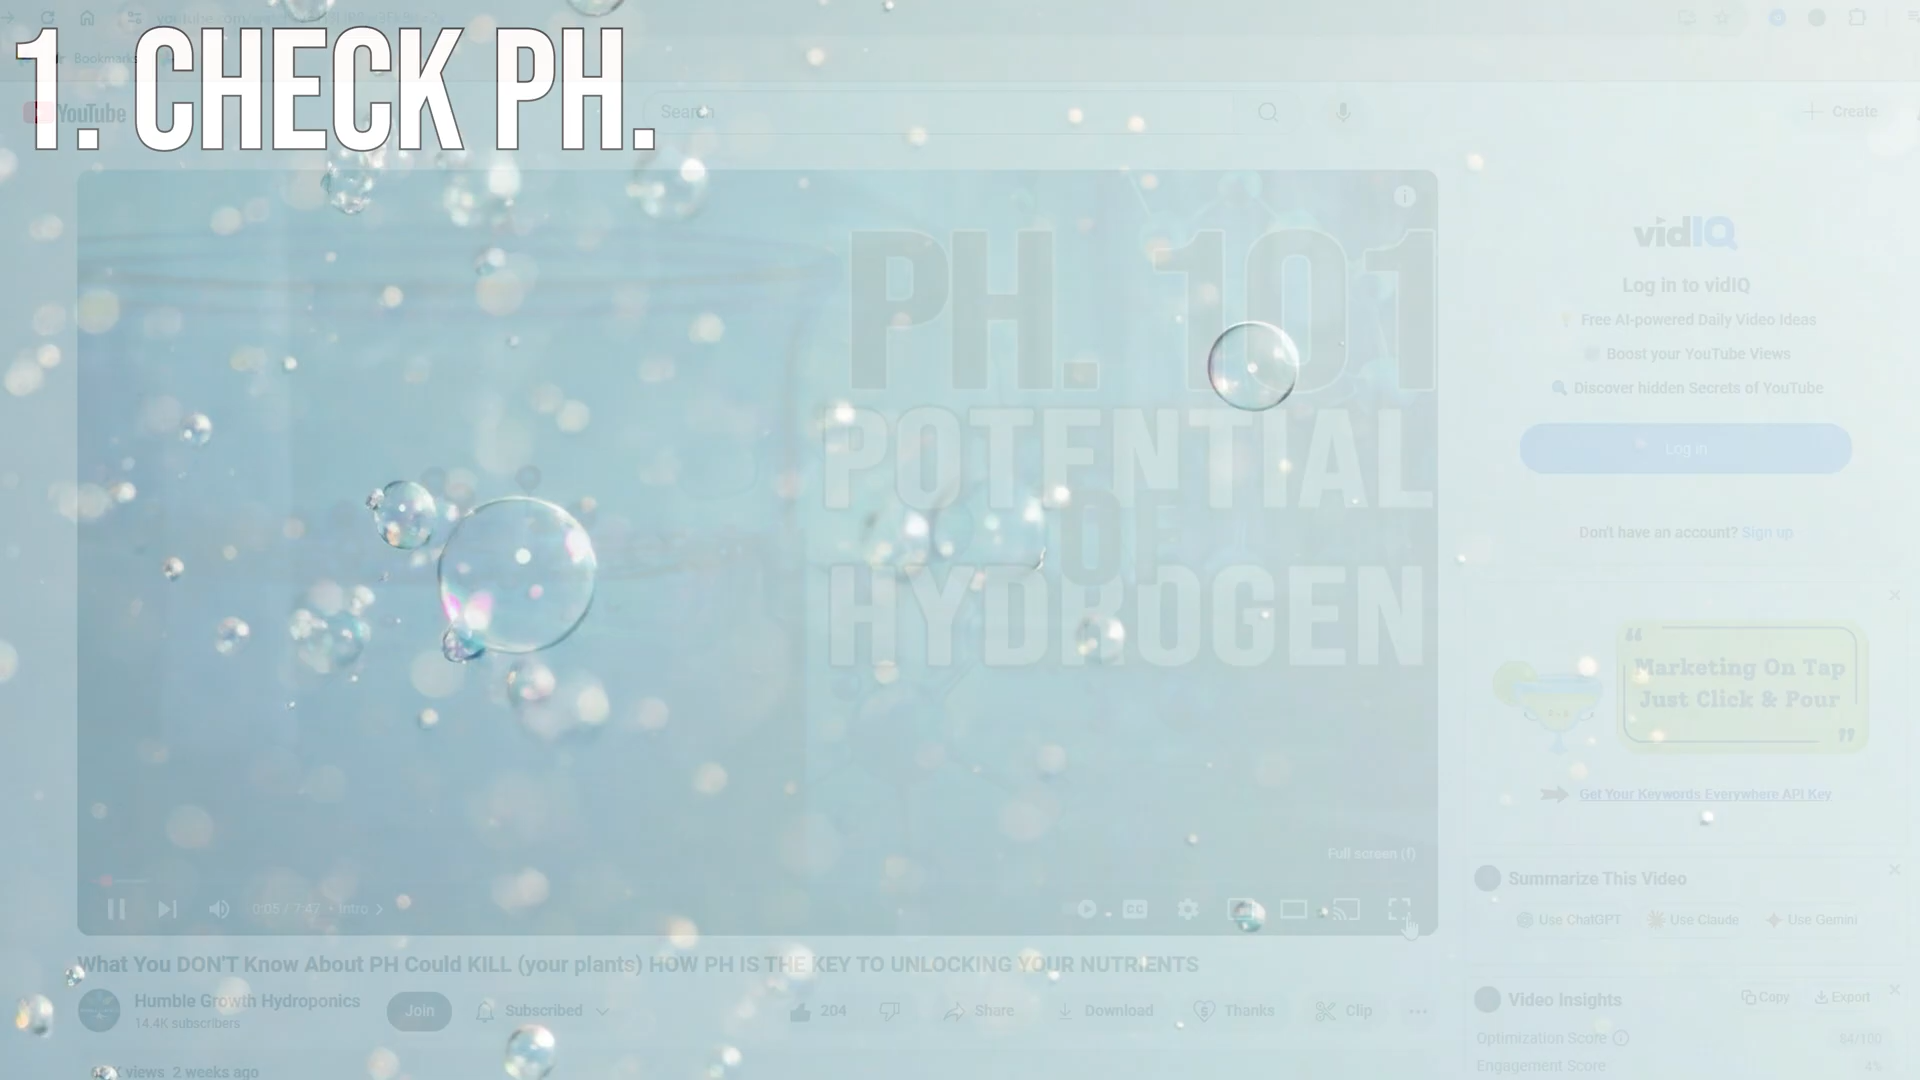 1. CHECK PH.
Bookmarks
YouTube
Search
Create
PH. 101
POTENTIAL
OF
HYDROGEN
Full screen (f)
0:05 / 7:47 • Intro
CC
What You DON'T Know About PH Could KILL (your plants) HOW PH IS THE KEY TO UNLOCKING YOUR NUTRIENTS
Humble Growth Hydroponics
14.4K subscribers
Join
Subscribed
204
Share
Download
Thanks
Clip
views 2 weeks ago
vidIQ
Log in to vidIQ
Free AI-powered Daily Video Ideas
Boost your YouTube Views
Discover hidden Secrets of YouTube
Log in
Don't have an account? Sign up
Marketing On Tap
Just Click & Pour
Get Your Keywords Everywhere API Key
Summarize This Video
Use ChatGPT Use Claude Use Gemini
Video Insights
Copy Export
Optimization Score 84/100
Engagement Score 4%